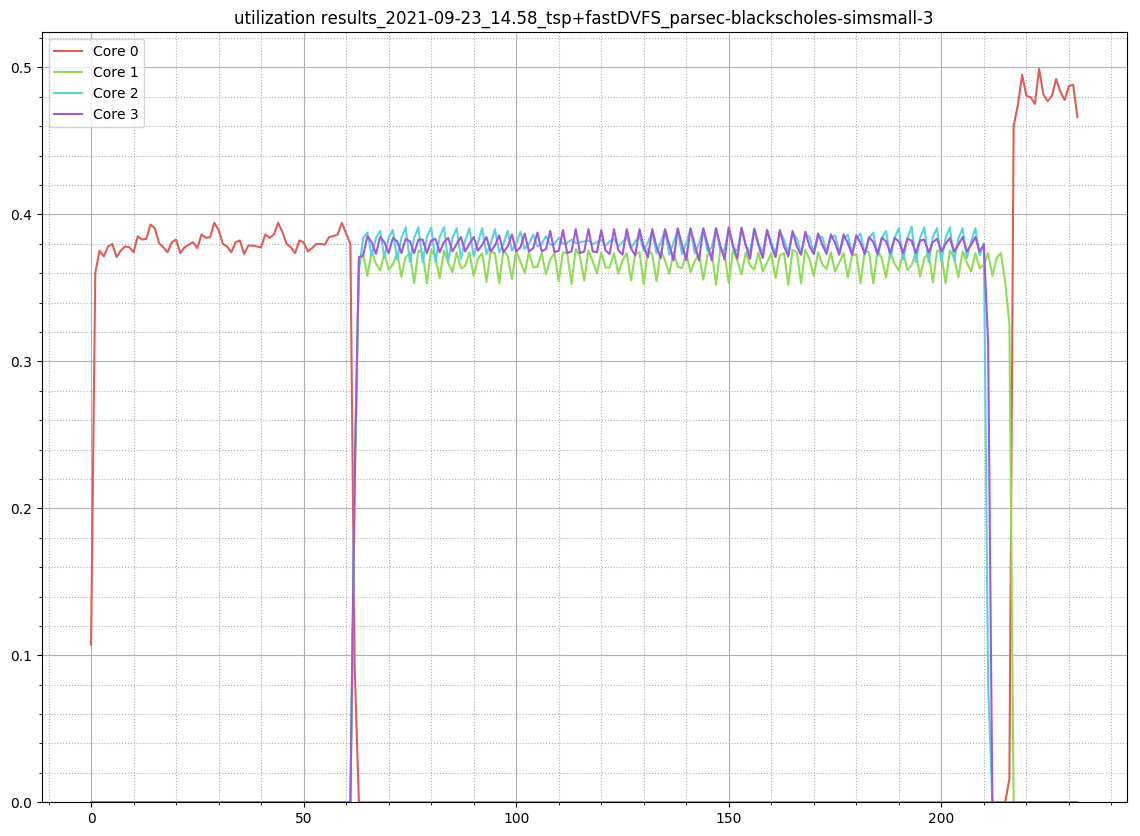 utilization results_2021-09-23_14.58_tsp+fastDVFS_parsec-blackscholes-simsmall-3
Core 0
Core 1
Core 2
Core 3
0.5
0.4
0.3
0.2
0.1
0.0
0 50 100 150 200